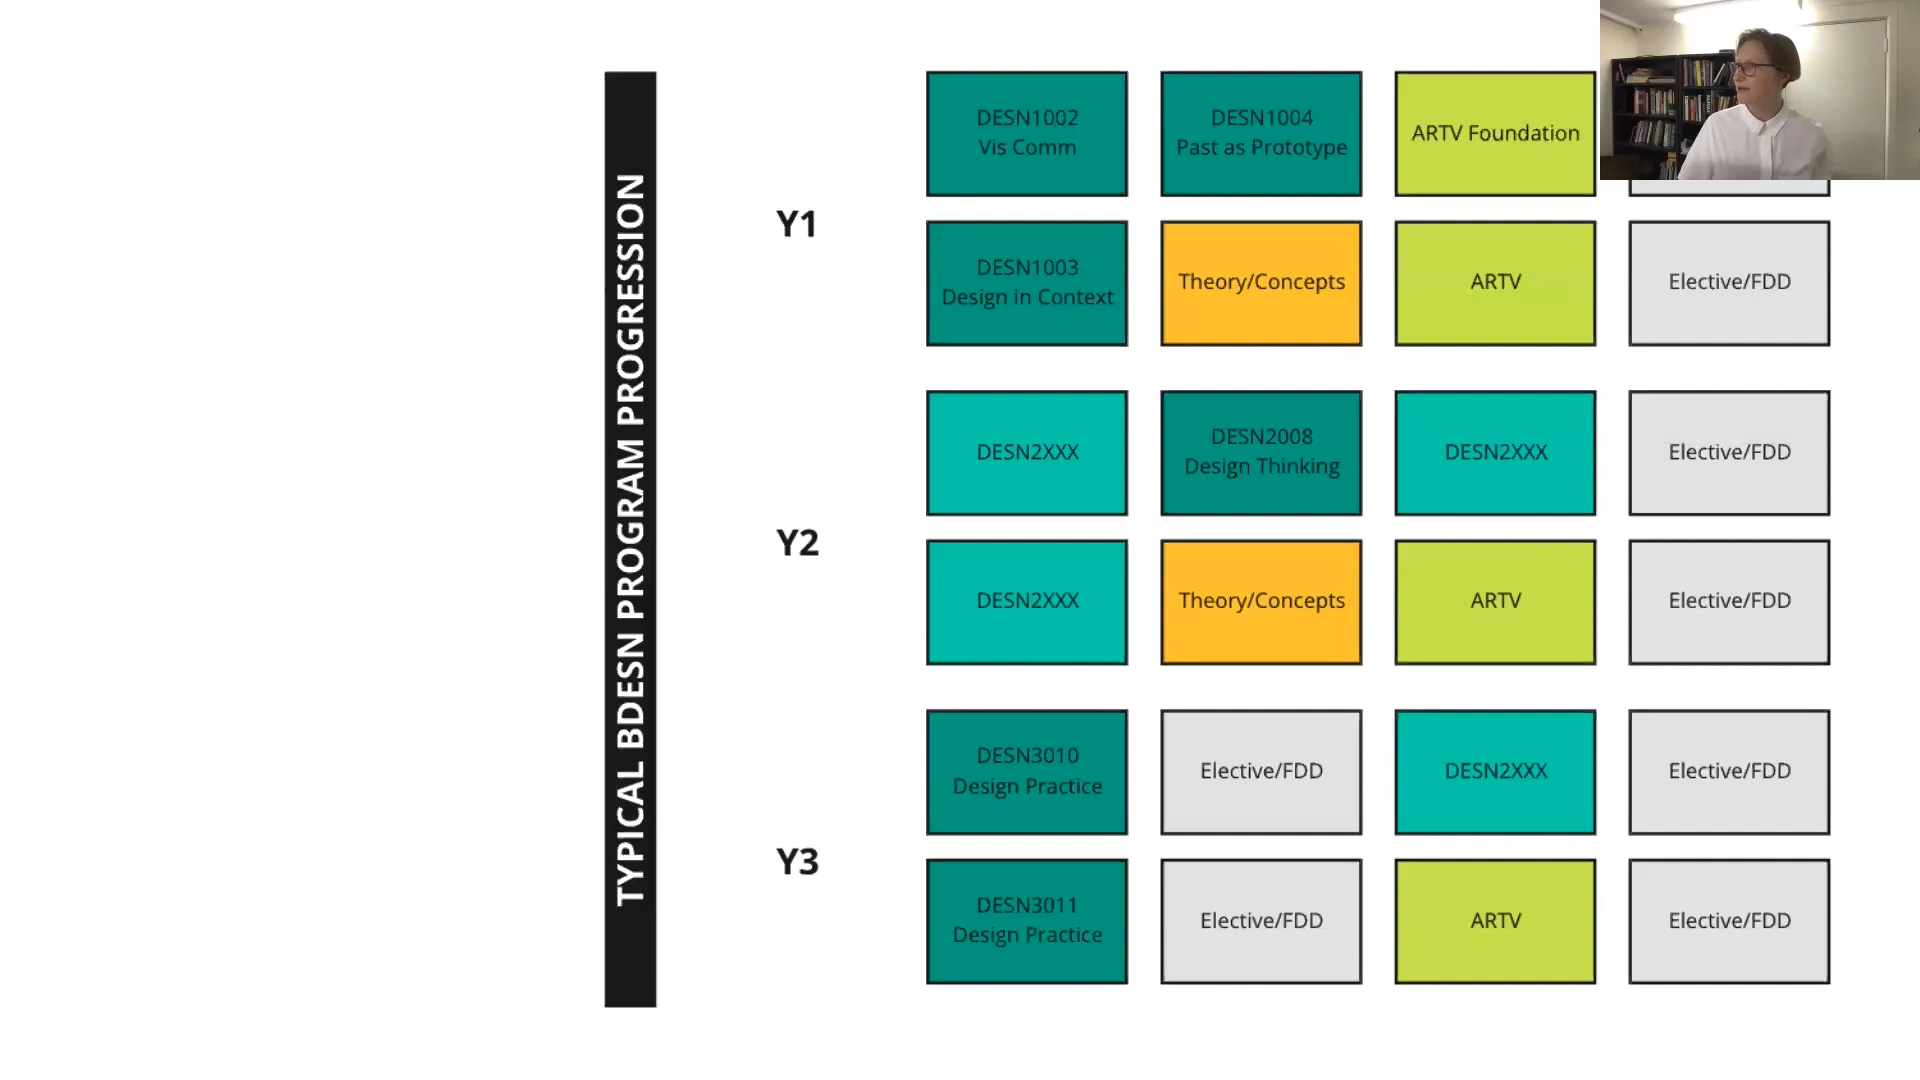 TYPICAL BDESN PROGRAM PROGRESSION
Y1
DESN1002
Vis Comm
DESN1004
Past as Prototype
ARTV Foundation
DESN1003
Design in Context
Theory/Concepts
ARTV
Elective/FDD
Y2
DESN2XXX
DESN2008
Design Thinking
DESN2XXX
Elective/FDD
DESN2XXX
Theory/Concepts
ARTV
Elective/FDD
Y3
DESN3010
Design Practice
Elective/FDD
DESN2XXX
Elective/FDD
DESN3011
Design Practice
Elective/FDD
ARTV
Elective/FDD